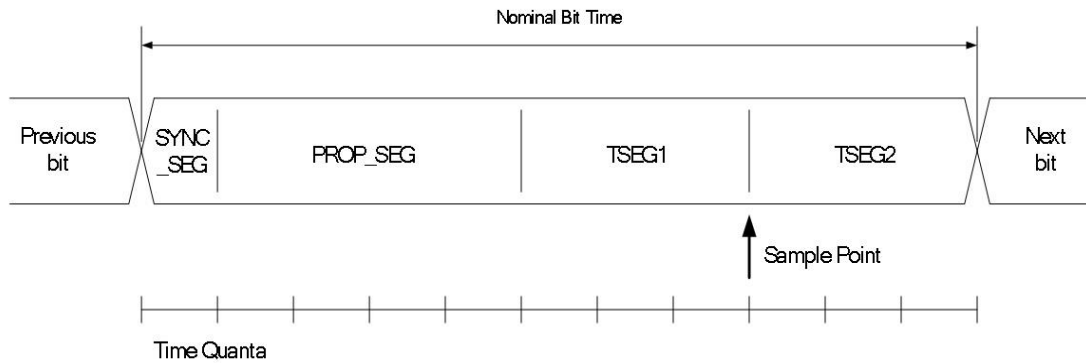 Nominal Bit Time
Previous
bit
SYNC
_SEG
PROP_SEG
TSEG1
TSEG2
Next
bit
Sample Point
Time Quanta